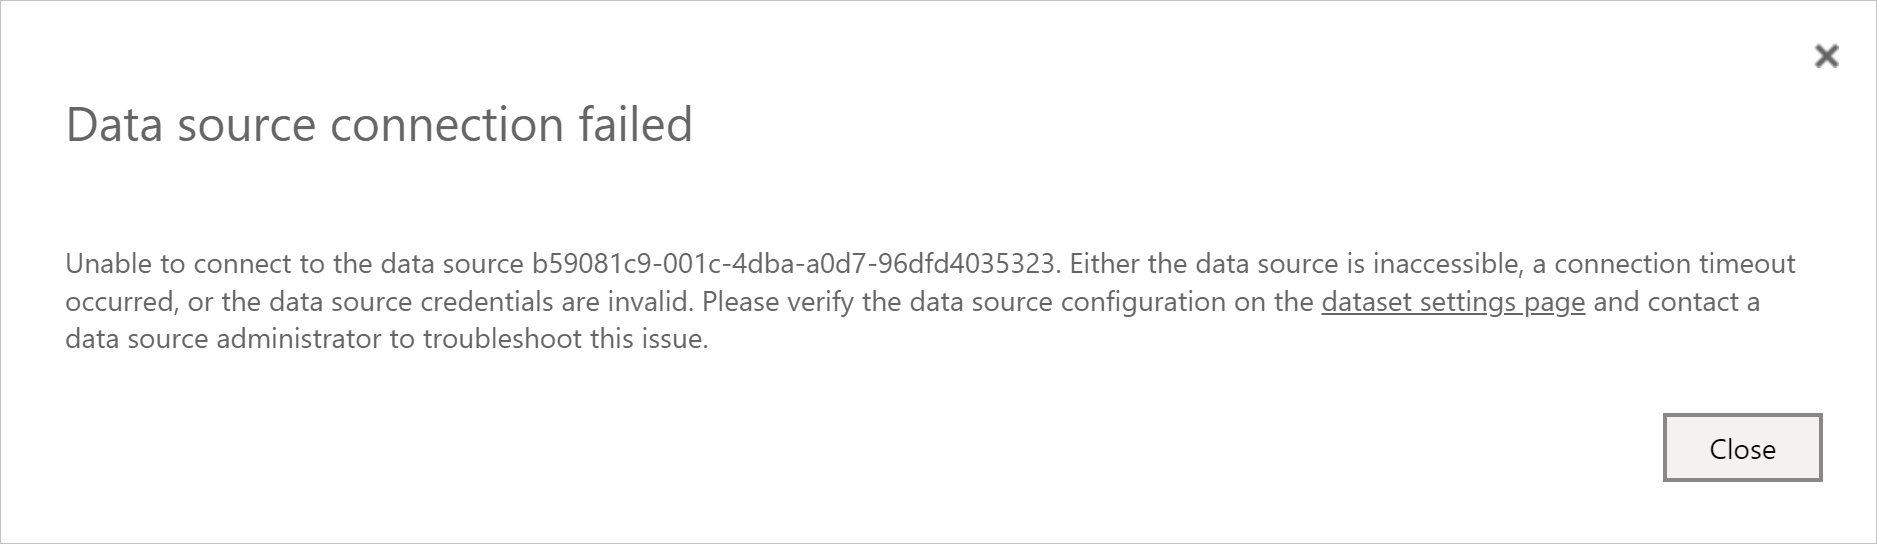 Data source connection failed
Unable to connect to the data source b59081c9-001c-4dba-a0d7-96dfd4035323. Either the data source is inaccessible, a connection timeout
occurred, or the data source credentials are invalid. Please verify the data source configuration on the dataset settings page and contact a
data source administrator to troubleshoot this issue.
Close